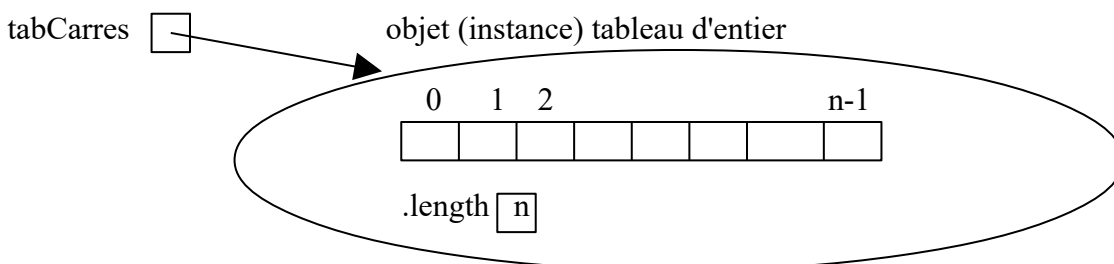 tabCarres objet (instance) tableau d'entier
0 1 2 n-1
.length n